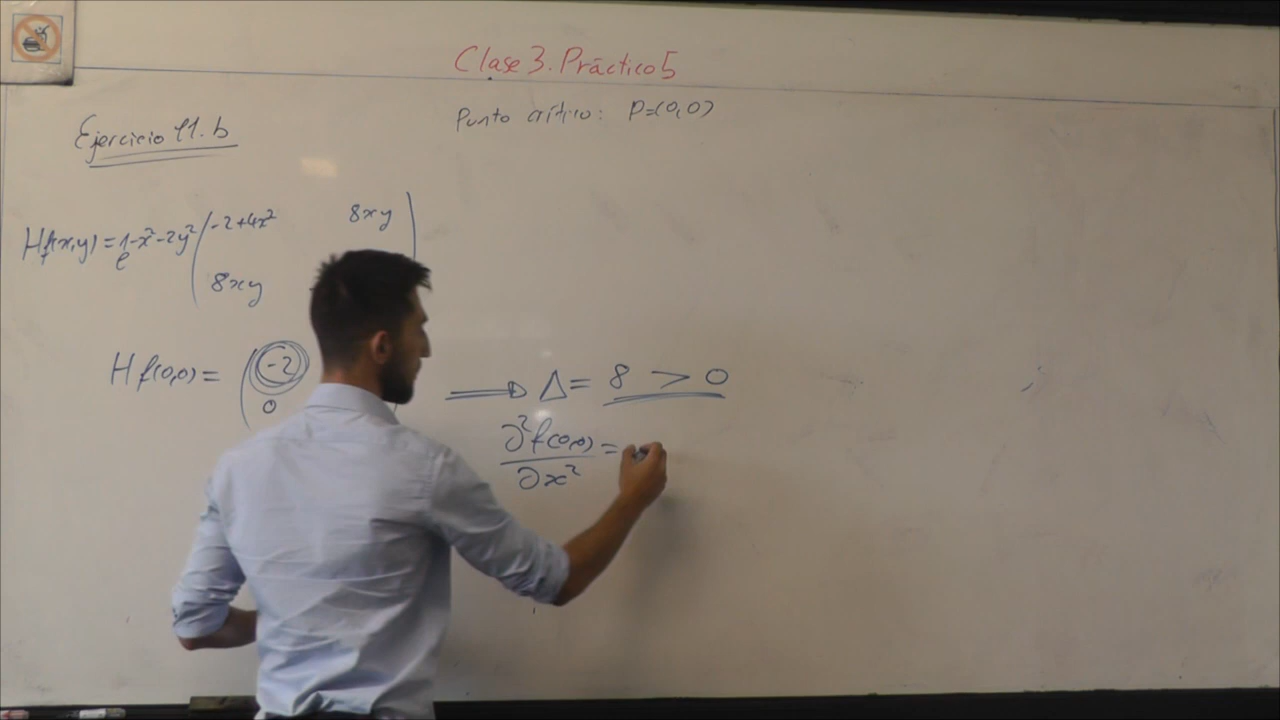 Clase 3. Práctico 5
Punto crítico: P=(0,0)
Ejercicio 11.b
Hf(x,y) = e^1-x²-2y² ( -2+4x² 8xy
8xy
Hf(0,0) = ( -2
0
⟹ Δ = 8 > 0
∂²f(0,0) =
∂x²